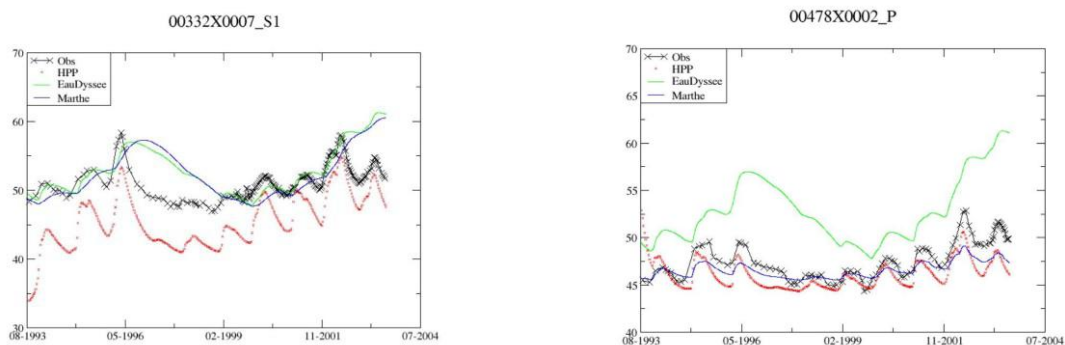 00332X0007_S1
70
60
50
40
30
Obs
HPP
EauDyssee
Marthe
08-1993
05-1996
02-1999
11-2001
07-2004
00478X0002_P
70
65
60
55
50
45
40
Obs
HPP
EauDyssee
Marthe
08-1993
05-1996
02-1999
11-2001
07-2004